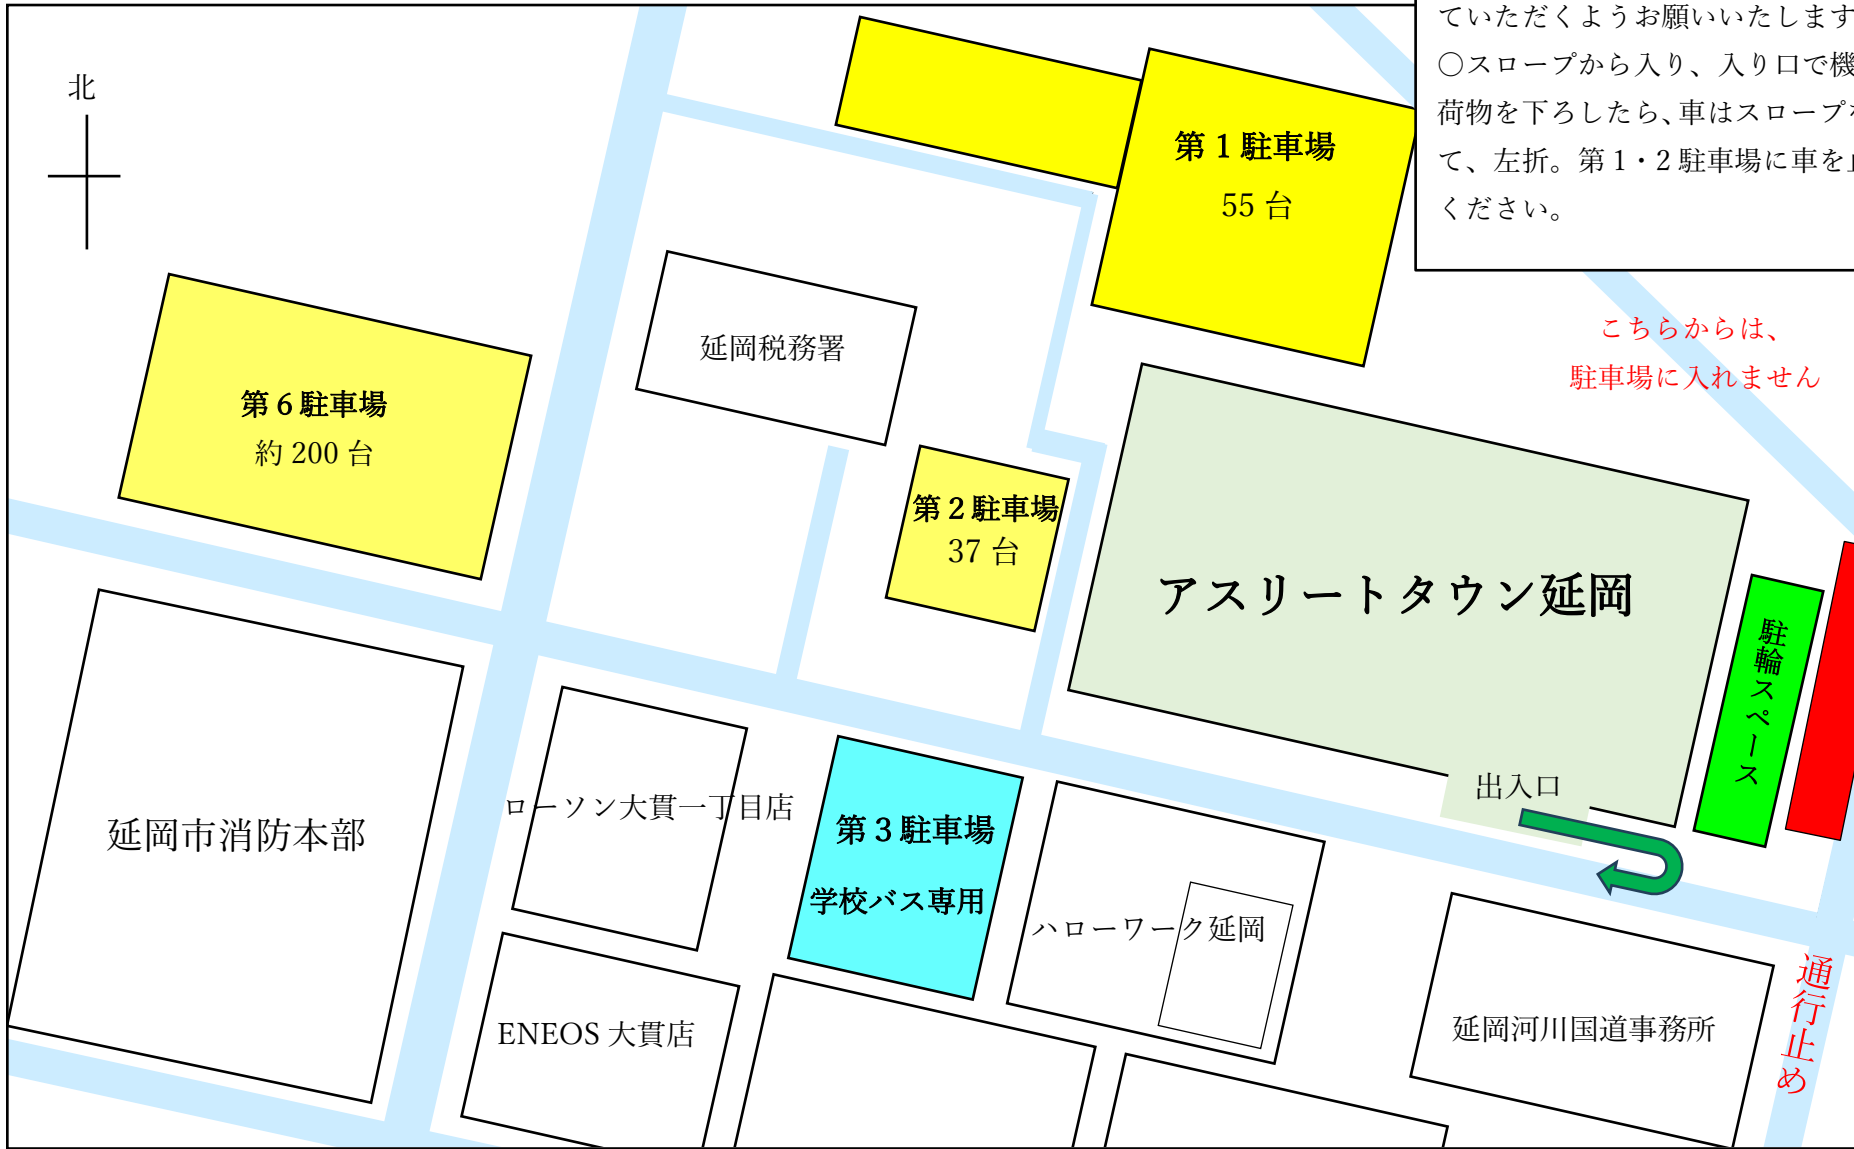 ていただくようお願いいたします
○スロープから入り、入り口で機
荷物を下ろしたら、車はスロープを
て、左折。第1・2駐車場に車を止
ください。
北
第1駐車場
55台
延岡税務署
こちらからは、
駐車場に入れません
第6駐車場
約200台
第2駐車場
37台
アスリートタウン延岡
駐輪スペース
出入口
ローソン大貫一丁目店
第3駐車場
学校バス専用
延岡市消防本部
ハローワーク延岡
ENEOS大貫店
延岡河川国道事務所
通行止め